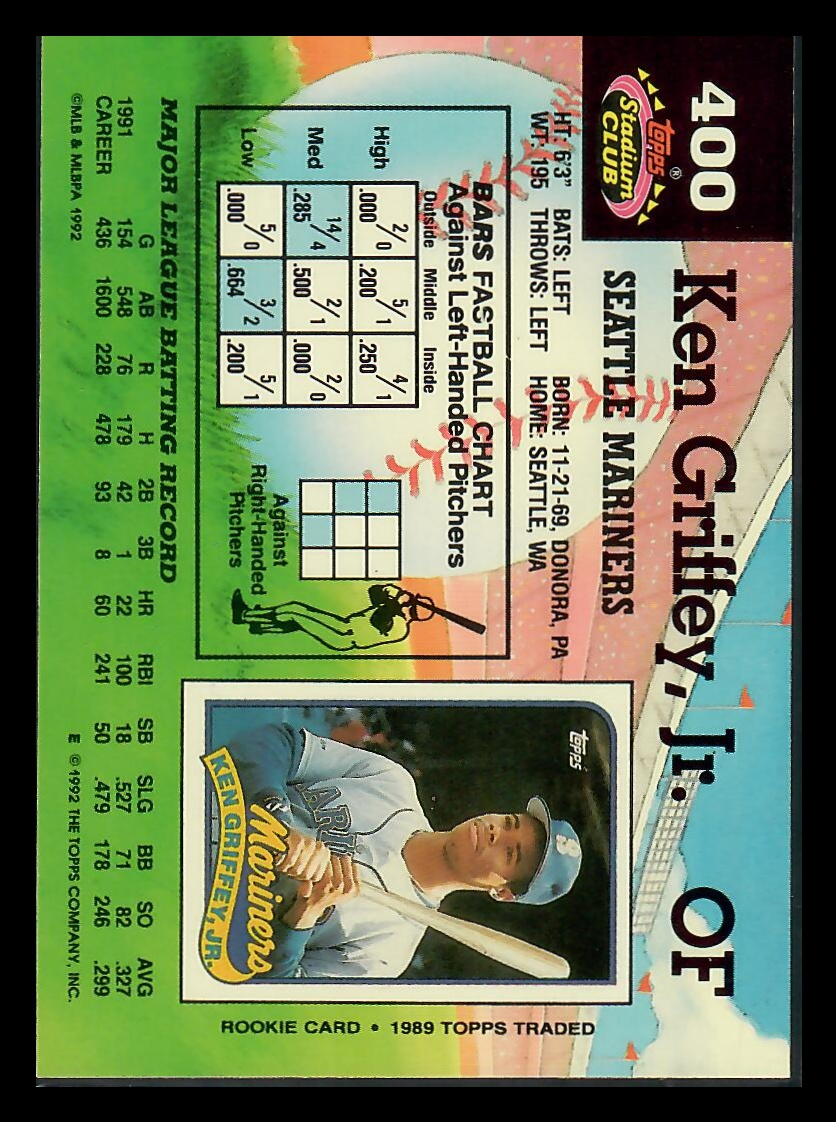 400
Topps®
Stadium
CLUB
Ken Griffey, Jr. OF
SEATTLE MARINERS
HT: 6'3" BATS: LEFT BORN: 11-21-69, DONORA, PA
WT: 195 THROWS: LEFT HOME: SEATTLE, WA
BARS FASTBALL CHART
Against Left-Handed Pitchers
Outside Middle Inside
High 2/0 .000 5/1 .200 4/1 .250
Med 14/4 .285 2/1 .500 2/0 .000
Low 5/0 .000 3/2 .664 5/1 .200
Against
Right-Handed
Pitchers
Topps
MARI
Mariners
KEN GRIFFEY, JR.
ROOKIE CARD • 1989 TOPPS TRADED
MAJOR LEAGUE BATTING RECORD
G AB R H 2B 3B HR RBI SB SLG BB SO AVG
1991 154 548 76 179 42 1 22 100 18 .527 71 82 .327
CAREER 436 1600 228 478 93 8 60 241 50 .479 178 246 .299
©MLB & MLBPA 1992 E ©1992 THE TOPPS COMPANY, INC.